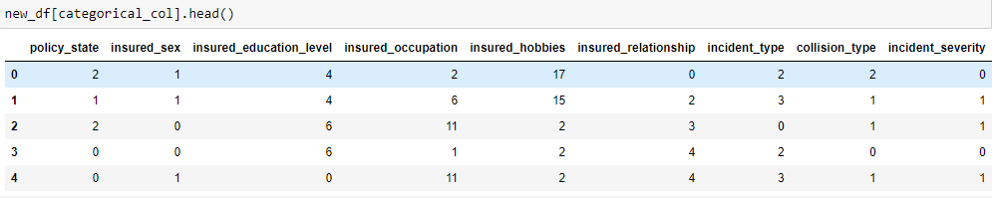 new_df[categorical_col].head()
policy_state insured_sex insured_education_level insured_occupation insured_hobbies insured_relationship incident_type collision_type incident_severity
0 2 1 4 2 17 0 2 2 0
1 1 1 4 6 15 2 3 1 1
2 2 0 6 11 2 3 0 1 1
3 0 0 6 1 2 4 2 0 0
4 0 1 0 11 2 4 3 1 1